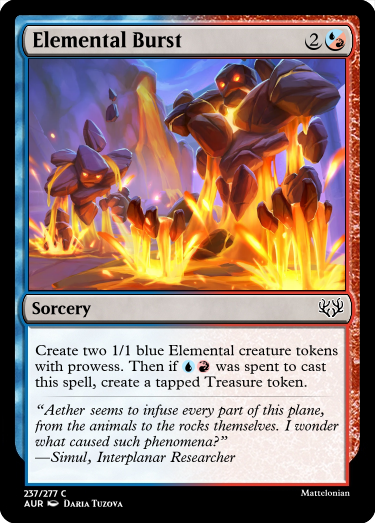 Elemental Burst 2
Sorcery
Create two 1/1 blue Elemental creature tokens
with prowess. Then if was spent to cast
this spell, create a tapped Treasure token.
“Aether seems to infuse every part of this plane,
from the animals to the rocks themselves. I wonder
what caused such phenomena?”
—Simul, Interplanar Researcher
237/277 C
AUR Daria Tuzova
Mattelonian